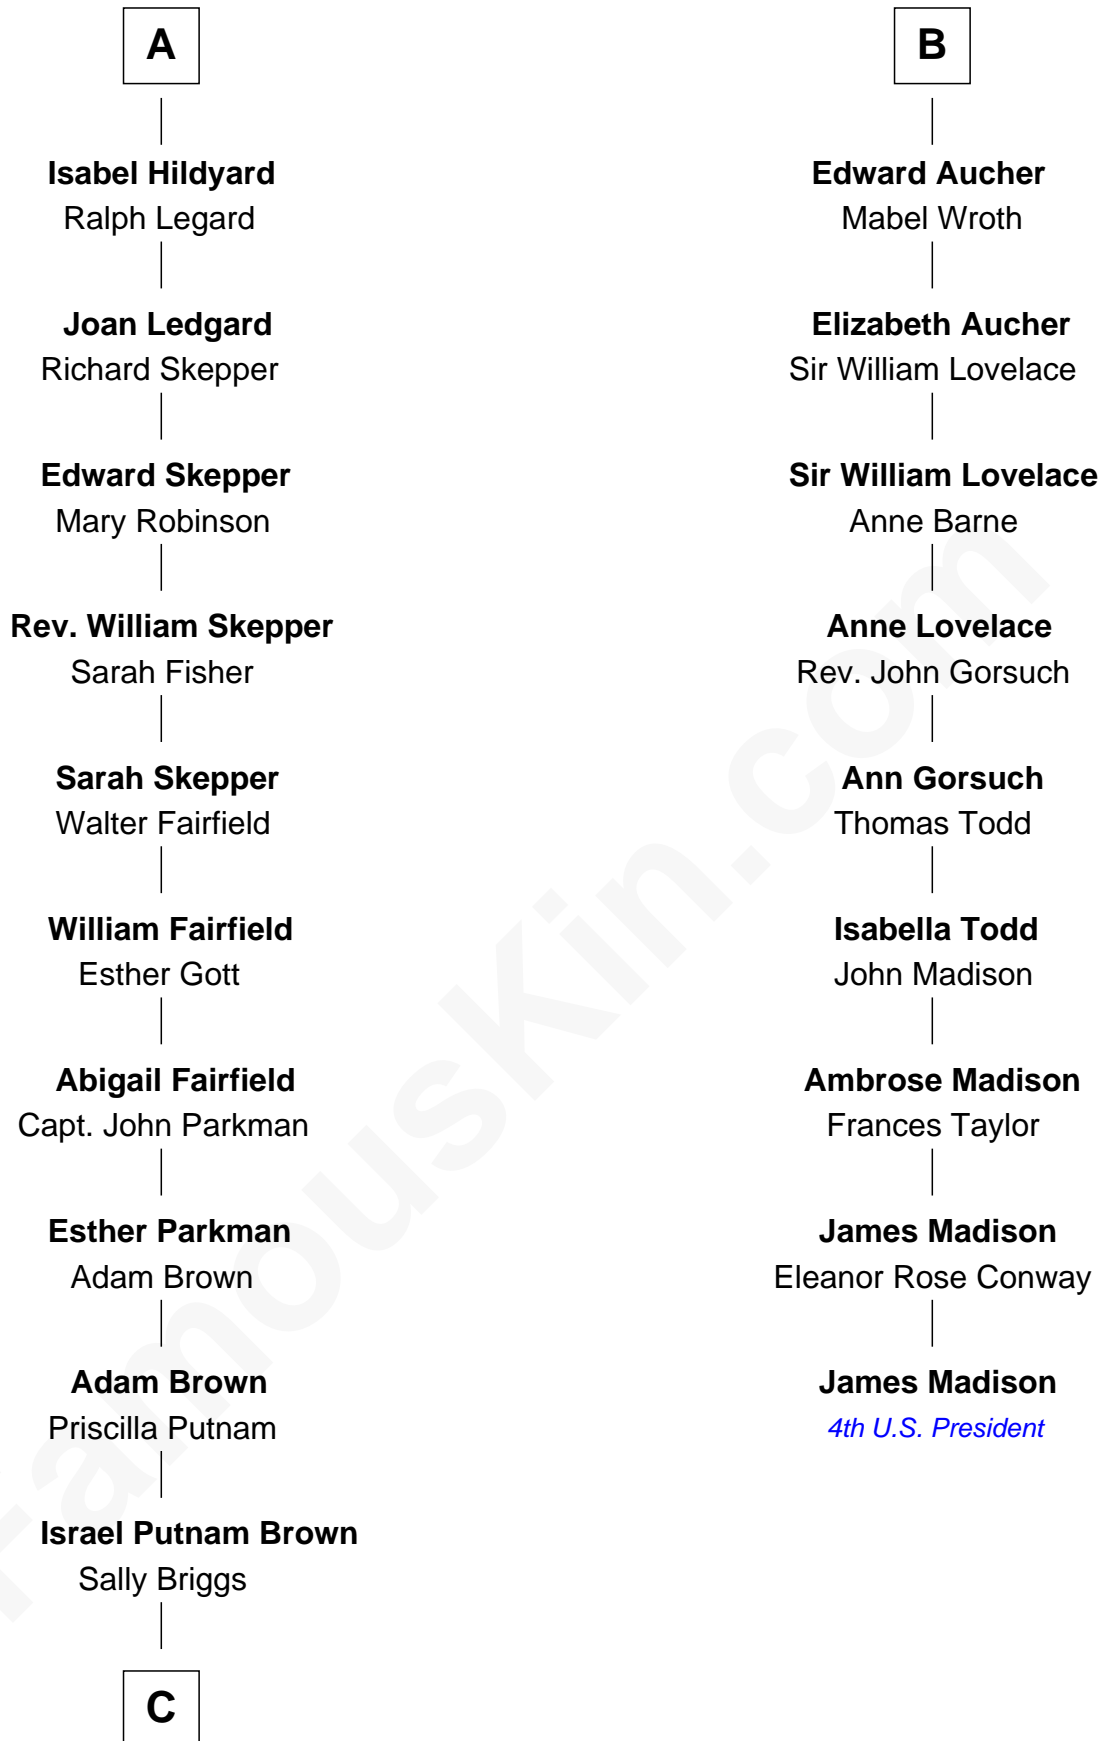 A
Isabel Hildyard
Ralph Legard
Joan Ledgard
Richard Skepper
Edward Skepper
Mary Robinson
Rev. William Skepper
Sarah Fisher
Sarah Skepper
Walter Fairfield
William Fairfield
Esther Gott
Abigail Fairfield
Capt. John Parkman
Esther Parkman
Adam Brown
Adam Brown
Priscilla Putnam
Israel Putnam Brown
Sally Briggs
C
B
Edward Aucher
Mabel Wroth
Elizabeth Aucher
Sir William Lovelace
Sir William Lovelace
Anne Barne
Anne Lovelace
Rev. John Gorsuch
Ann Gorsuch
Thomas Todd
Isabella Todd
John Madison
Ambrose Madison
Frances Taylor
James Madison
Eleanor Rose Conway
James Madison
4th U.S. President
FamousKin.com